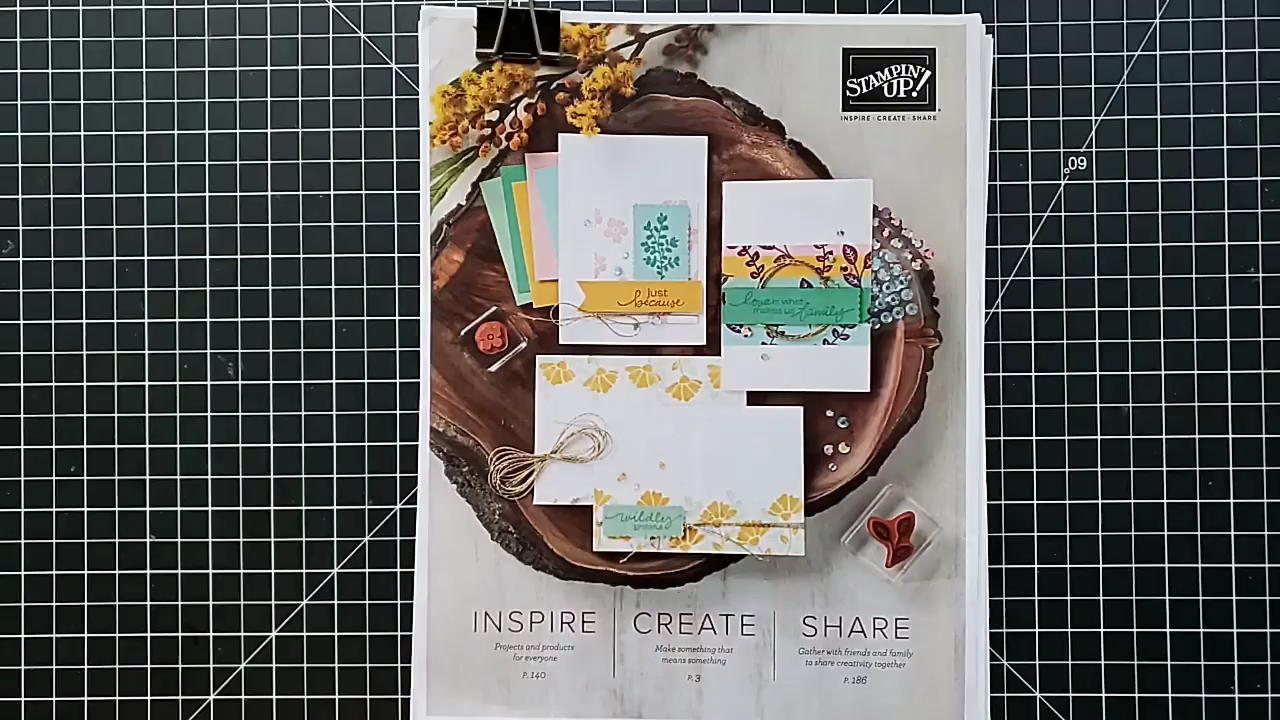 STAMPIN'
UP!
INSPIRE · CREATE · SHARE
60°
Just
because
love is what
makes us family
wildly
INSPIRE
Projects and products
for everyone
P. 140
CREATE
Make something that
means something
P. 3
SHARE
Gather with friends and family
to share creativity together
P. 186